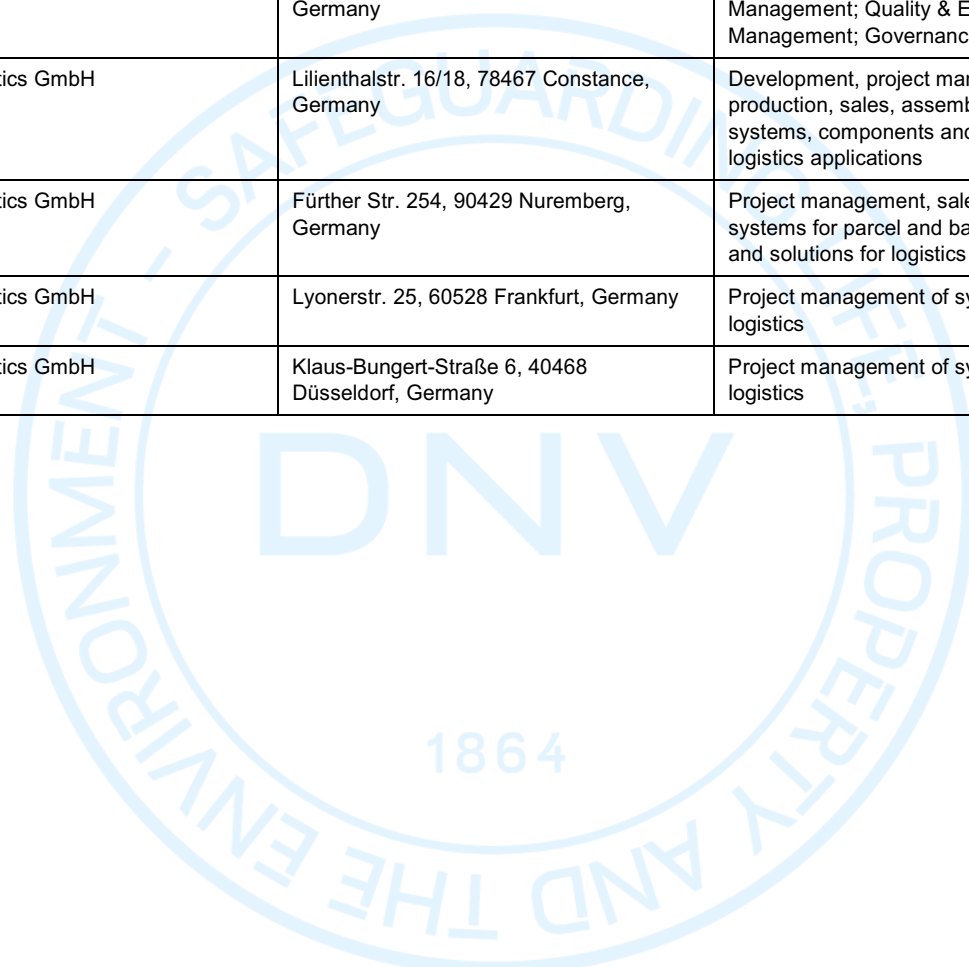 Germany
Management; Quality & E
Management; Governanc
tics GmbH
Lilienthalstr. 16/18, 78467 Constance,
Germany
Development, project mar
production, sales, assemb
systems, components and
logistics applications
tics GmbH
Fürther Str. 254, 90429 Nuremberg,
Germany
Project management, sale
systems for parcel and ba
and solutions for logistics
tics GmbH
Lyonerstr. 25, 60528 Frankfurt, Germany
Project management of sy
logistics
tics GmbH
Klaus-Bungert-Straße 6, 40468
Düsseldorf, Germany
Project management of sy
logistics
SAFEGUARDING LIFE, PROPERTY AND THE ENVIRONMENT –
DNV
1864